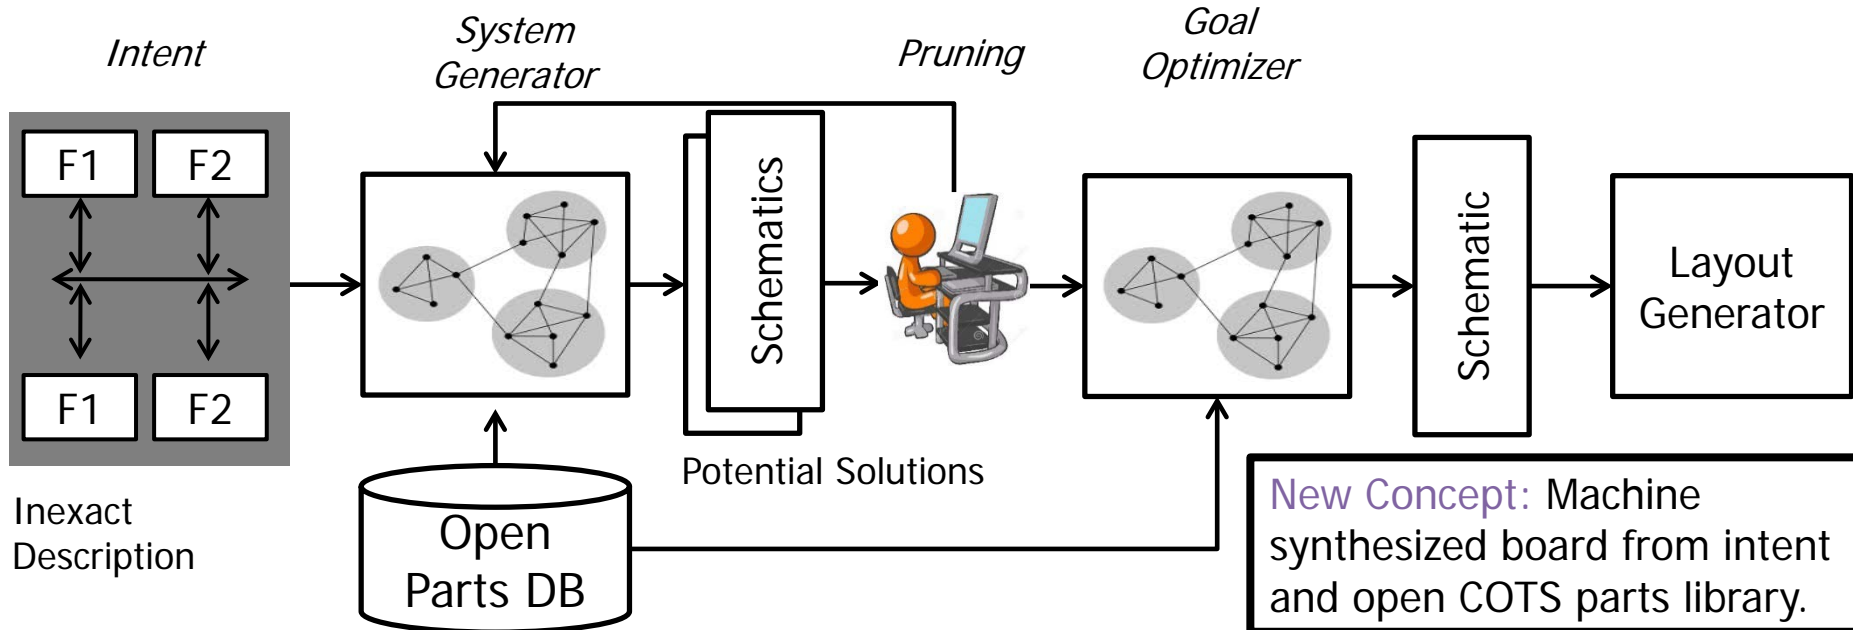 Intent
System
Generator
Pruning
Goal
Optimizer
F1
F2
F1
F2
Schematics
Schematic
Layout
Generator
Potential Solutions
Inexact
Description
Open
Parts DB
New Concept: Machine
synthesized board from intent
and open COTS parts library.